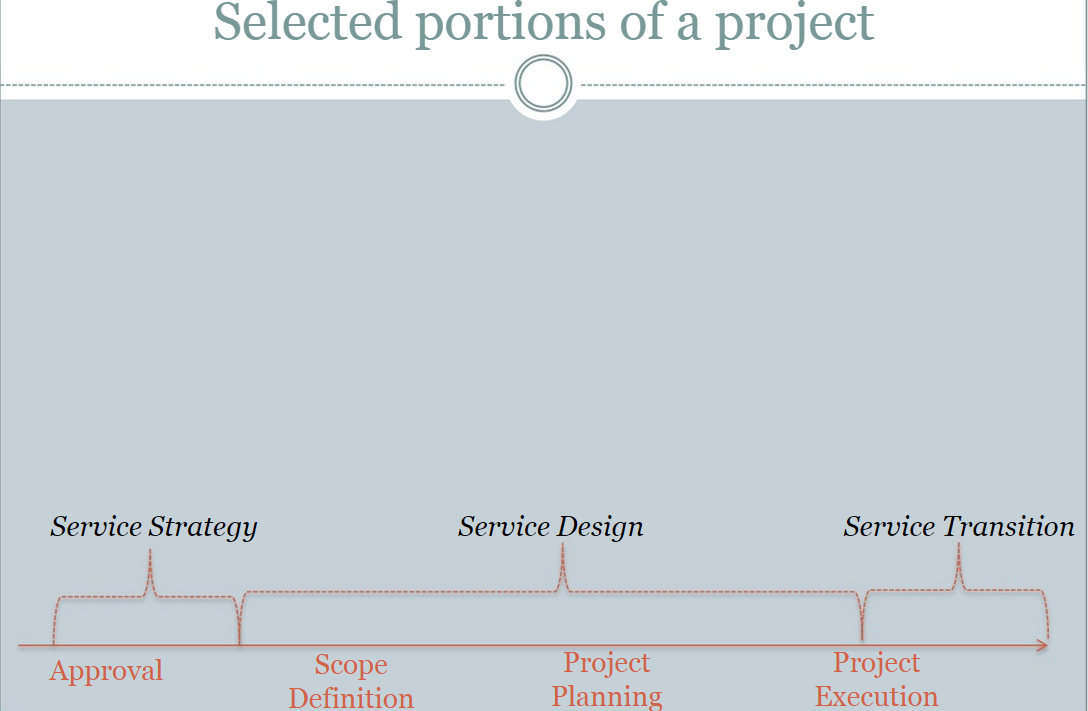 Selected portions of a project
Service Strategy
Service Design
Service Transition
Approval
Scope
Definition
Project
Planning
Project
Execution